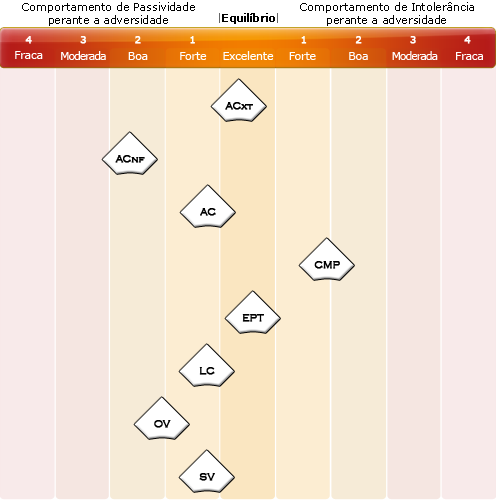 Comportamento de Passividade
perante a adversidade
|Equilíbrio|
Comportamento de Intolerância
perante a adversidade
4 3 2 1 1 2 3 4
Fraca Moderada Boa Forte Excelente Forte Boa Moderada Fraca
ACXT
ACNF
AC
CMP
EPT
LC
OV
SV